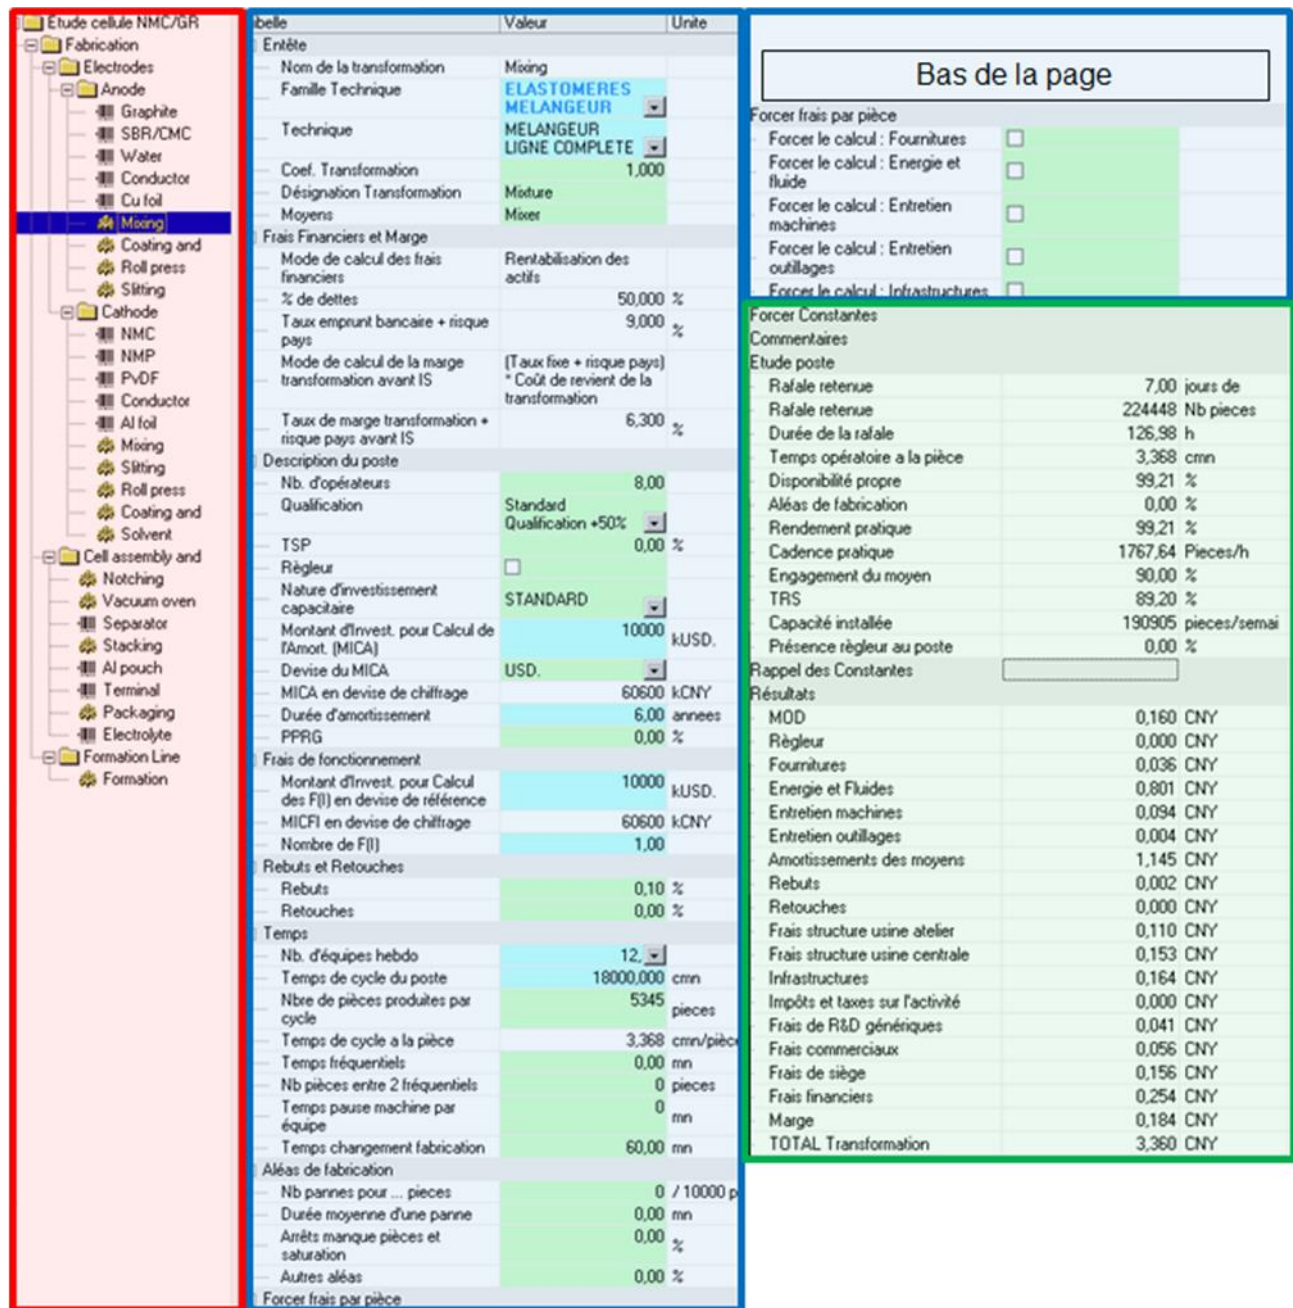 Etude cellule NMC/GR
Fabrication
Electrodes
Anode
Graphite
SBR/CMC
Water
Conductor
Cu foil
Mixing
Coating and
Roll press
Slitting
Cathode
NMC
NMP
PvDF
Conductor
Al foil
Mixing
Slitting
Roll press
Coating and
Solvent
Cell assembly and
Notching
Vacuum oven
Separator
Stacking
Al pouch
Terminal
Packaging
Electrolyte
Formation Line
Formation
ibelle Valeur Unite
Entête
Nom de la transformation Mixing
Famille Technique ELASTOMERES
MELANGEUR
Technique MELANGEUR
LIGNE COMPLETE
Coef. Transformation 1,000
Désignation Transformation Mixture
Moyens Mixer
Frais Financiers et Marge
Mode de calcul des frais Rentabilisation des
financiers actifs
% de dettes 50,000 %
Taux emprunt bancaire + risque 9,000 %
pays
Mode de calcul de la marge (Taux fixe + risque pays)
transformation avant IS * Coût de revient de la
transformation
Taux de marge transformation + 6,300 %
risque pays avant IS
Description du poste
Nb. d'opérateurs 8,00
Qualification Standard
Qualification +50%
TSP 0,00 %
Règleur
Nature d'investissement
capacitaire STANDARD
Montant d'Invest. pour Calcul de 10000 kUSD.
l'Amort. (MICA)
Devise du MICA USD.
MICA en devise de chiffrage 60600 kCNY
Durée d'amortissement 6,00 annees
PPRG 0,00 %
Frais de fonctionnement
Montant d'Invest. pour Calcul 10000 kUSD.
des F(I) en devise de référence
MICFI en devise de chiffrage 60600 kCNY
Nombre de F(I) 1,00
Rebuts et Retouches
Rebuts 0,10 %
Retouches 0,00 %
Temps
Nb. d'équipes hebdo 12,
Temps de cycle du poste 18000,000 cmn
Nbre de pièces produites par 5345 pieces
cycle
Temps de cycle a la pièce 3,368 cmn/pièce
Temps fréquentiels 0,00 mn
Nb pièces entre 2 fréquentiels 0 pieces
Temps pause machine par 0 mn
équipe
Temps changement fabrication 60,00 mn
Aléas de fabrication
Nb pannes pour ... pieces 0 / 10000 p
Durée moyenne d'une panne 0,00 mn
Arrêts manque pièces et 0,00 %
saturation
Autres aléas 0,00 %
Forcer frais par pièce
Bas de la page
Forcer frais par pièce
Forcer le calcul : Fournitures
Forcer le calcul : Energie et
fluide
Forcer le calcul : Entretien
machines
Forcer le calcul : Entretien
outillages
Forcer le calcul : Infrastructures
Forcer Constantes
Commentaires
Etude poste
Rafale retenue 7,00 jours de
Rafale retenue 224448 Nb pieces
Durée de la rafale 126,98 h
Temps opératoire a la pièce 3,368 cmn
Disponibilité propre 99,21 %
Aléas de fabrication 0,00 %
Rendement pratique 99,21 %
Cadence pratique 1767,64 Pieces/h
Engagement du moyen 90,00 %
TRS 89,20 %
Capacité installée 190905 pieces/semai
Présence règleur au poste 0,00 %
Rappel des Constantes
Résultats
MOD 0,160 CNY
Règleur 0,000 CNY
Fournitures 0,036 CNY
Energie et Fluides 0,801 CNY
Entretien machines 0,094 CNY
Entretien outillages 0,004 CNY
Amortissements des moyens 1,145 CNY
Rebuts 0,002 CNY
Retouches 0,000 CNY
Frais structure usine atelier 0,110 CNY
Frais structure usine centrale 0,153 CNY
Infrastructures 0,164 CNY
Impôts et taxes sur l'activité 0,000 CNY
Frais de R&D génériques 0,041 CNY
Frais commerciaux 0,056 CNY
Frais de siège 0,156 CNY
Frais financiers 0,254 CNY
Marge 0,184 CNY
TOTAL Transformation 3,360 CNY